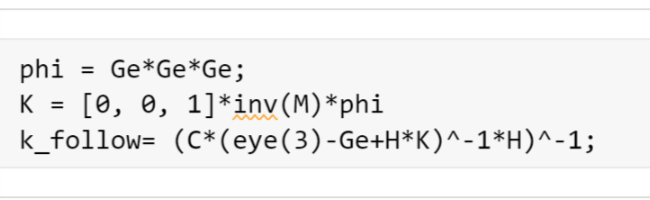 phi = Ge*Ge*Ge;
K = [0, 0, 1]*inv(M)*phi
k_follow= (C*(eye(3)-Ge+H*K)^-1*H)^-1;